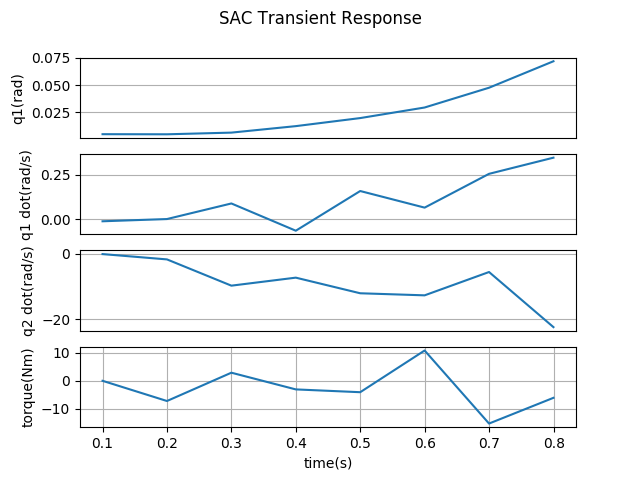 SAC Transient Response
0.075
0.050
0.025
q1(rad)
0.25
0.00
q1 dot(rad/s)
0
−20
q2 dot(rad/s)
10
0
−10
torque(Nm)
0.1 0.2 0.3 0.4 0.5 0.6 0.7 0.8
time(s)